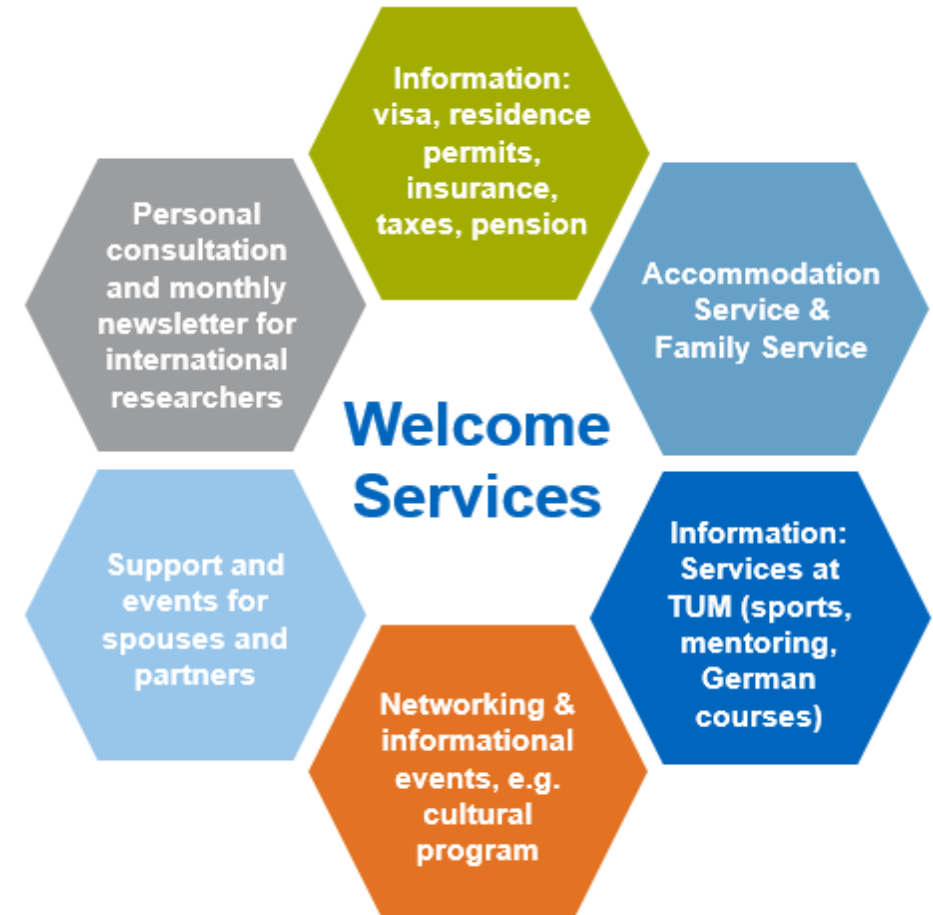 Information:
visa, residence
permits,
insurance,
taxes, pension
Personal
consultation
and monthly
newsletter for
international
researchers
Accommodation
Service &
Family Service
Welcome
Services
Support and
events for
spouses and
partners
Information:
Services at
TUM (sports,
mentoring,
German
courses)
Networking &
informational
events, e.g.
cultural
program